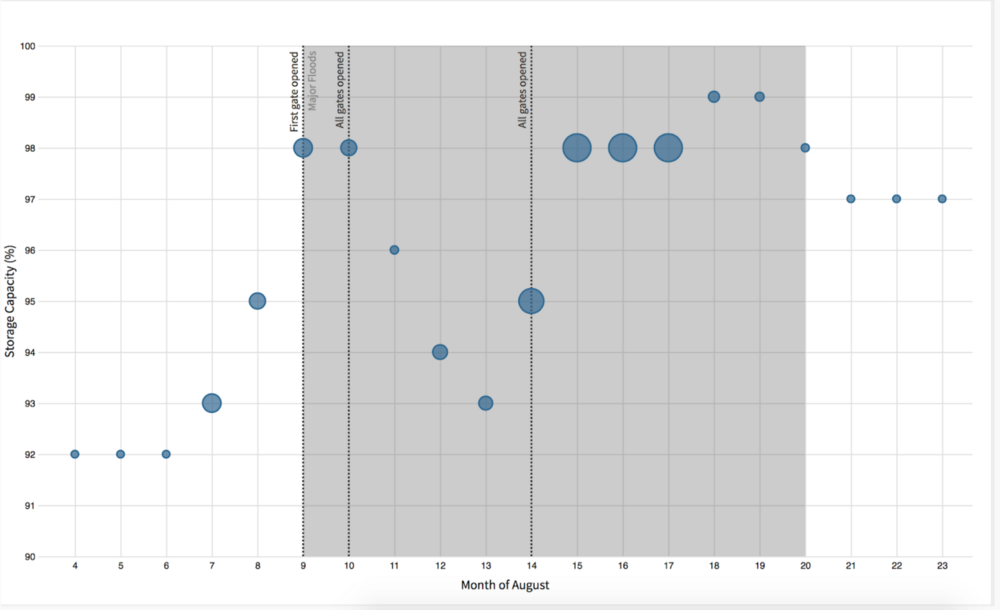 100
99
98
97
96
95
94
93
92
91
90
Storage Capacity (%)
First gate opened
Major Floods
All gates opened
All gates opened
4 5 6 7 8 9 10 11 12 13 14 15 16 17 18 19 20 21 22 23
Month of August